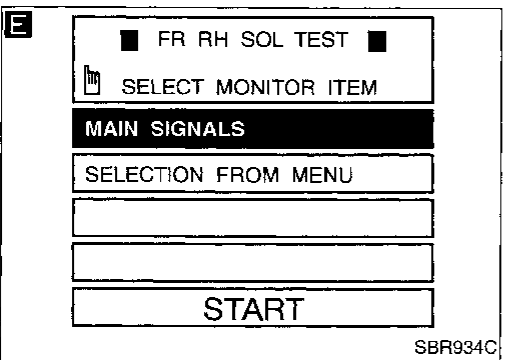 E
FR RH SOL TEST
SELECT MONITOR ITEM
MAIN SIGNALS
SELECTION FROM MENU
START
SBR934C